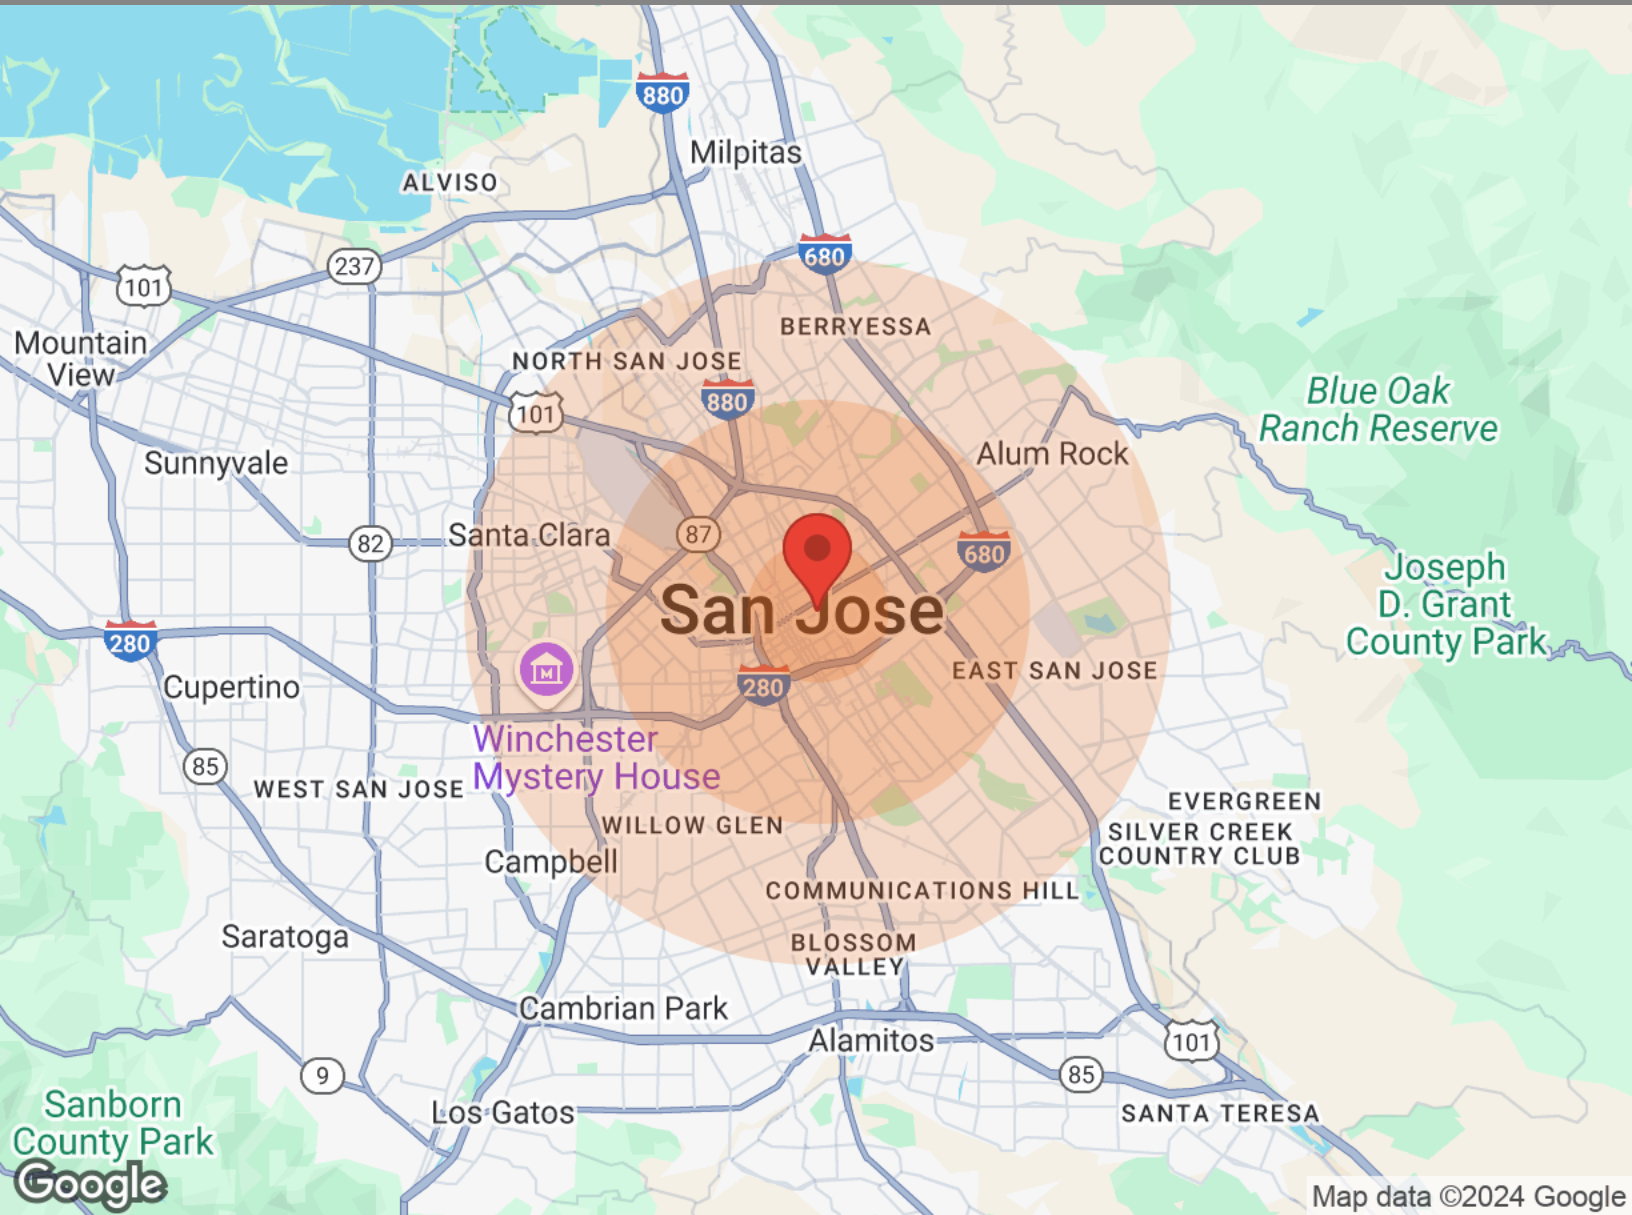 880
Milpitas
ALVISO
237
680
101
BERRYESSA
Mountain
View
NORTH SAN JOSE
880
101
Blue Oak
Ranch Reserve
Alum Rock
Sunnyvale
Santa Clara
87
82
680
Joseph
D. Grant
County Park
San Jose
280
EAST SAN JOSE
280
Cupertino
M
Winchester
Mystery House
85
WEST SAN JOSE
EVERGREEN
WILLOW GLEN
SILVER CREEK
COUNTRY CLUB
Campbell
COMMUNICATIONS HILL
Saratoga
BLOSSOM
VALLEY
Cambrian Park
Alamitos
101
9
85
Sanborn
County Park
Los Gatos
SANTA TERESA
Google
Map data ©2024 Google